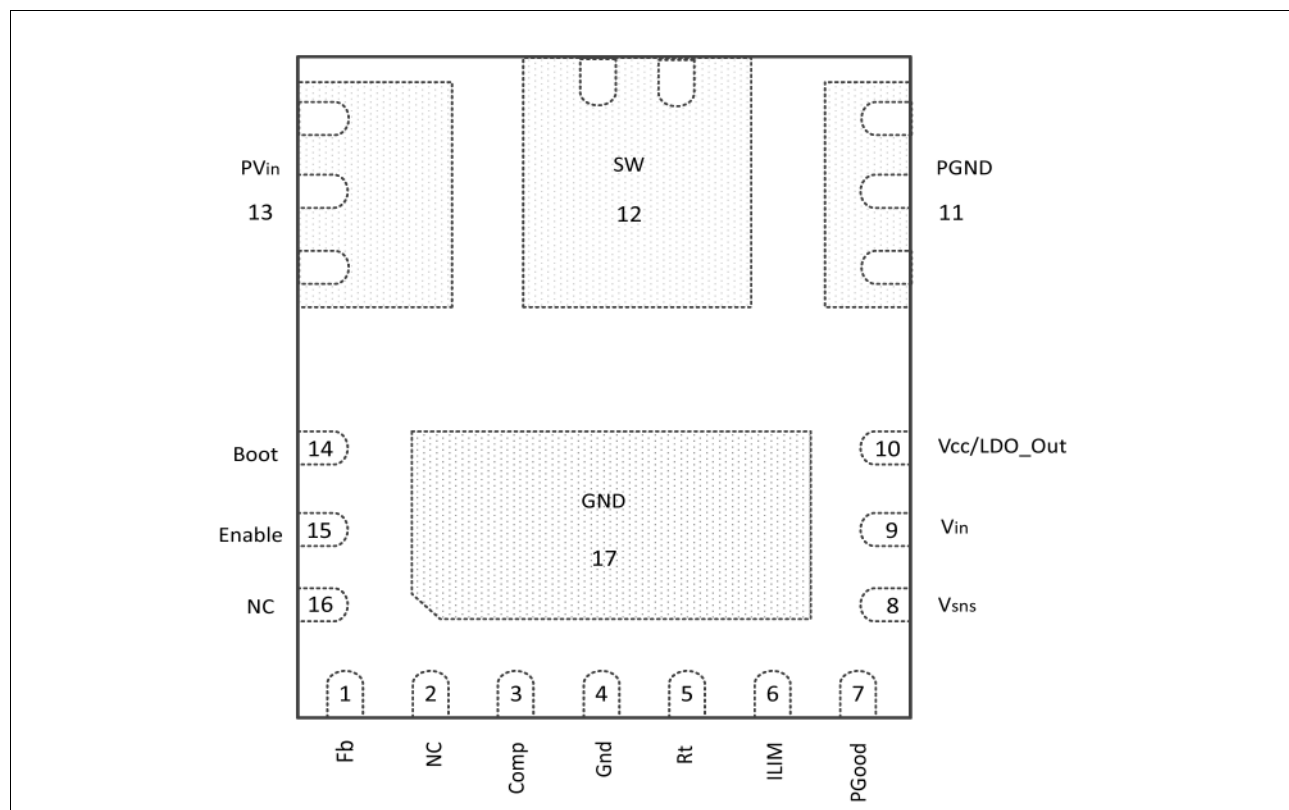 SW
12
PVin
13
PGND
11
Boot
14
10
Vcc/LDO_Out
GND
17
Enable
15
9
Vin
NC
16
8
Vsns
1
2
3
4
5
6
7
Fb
NC
Comp
Gnd
Rt
ILIM
PGood